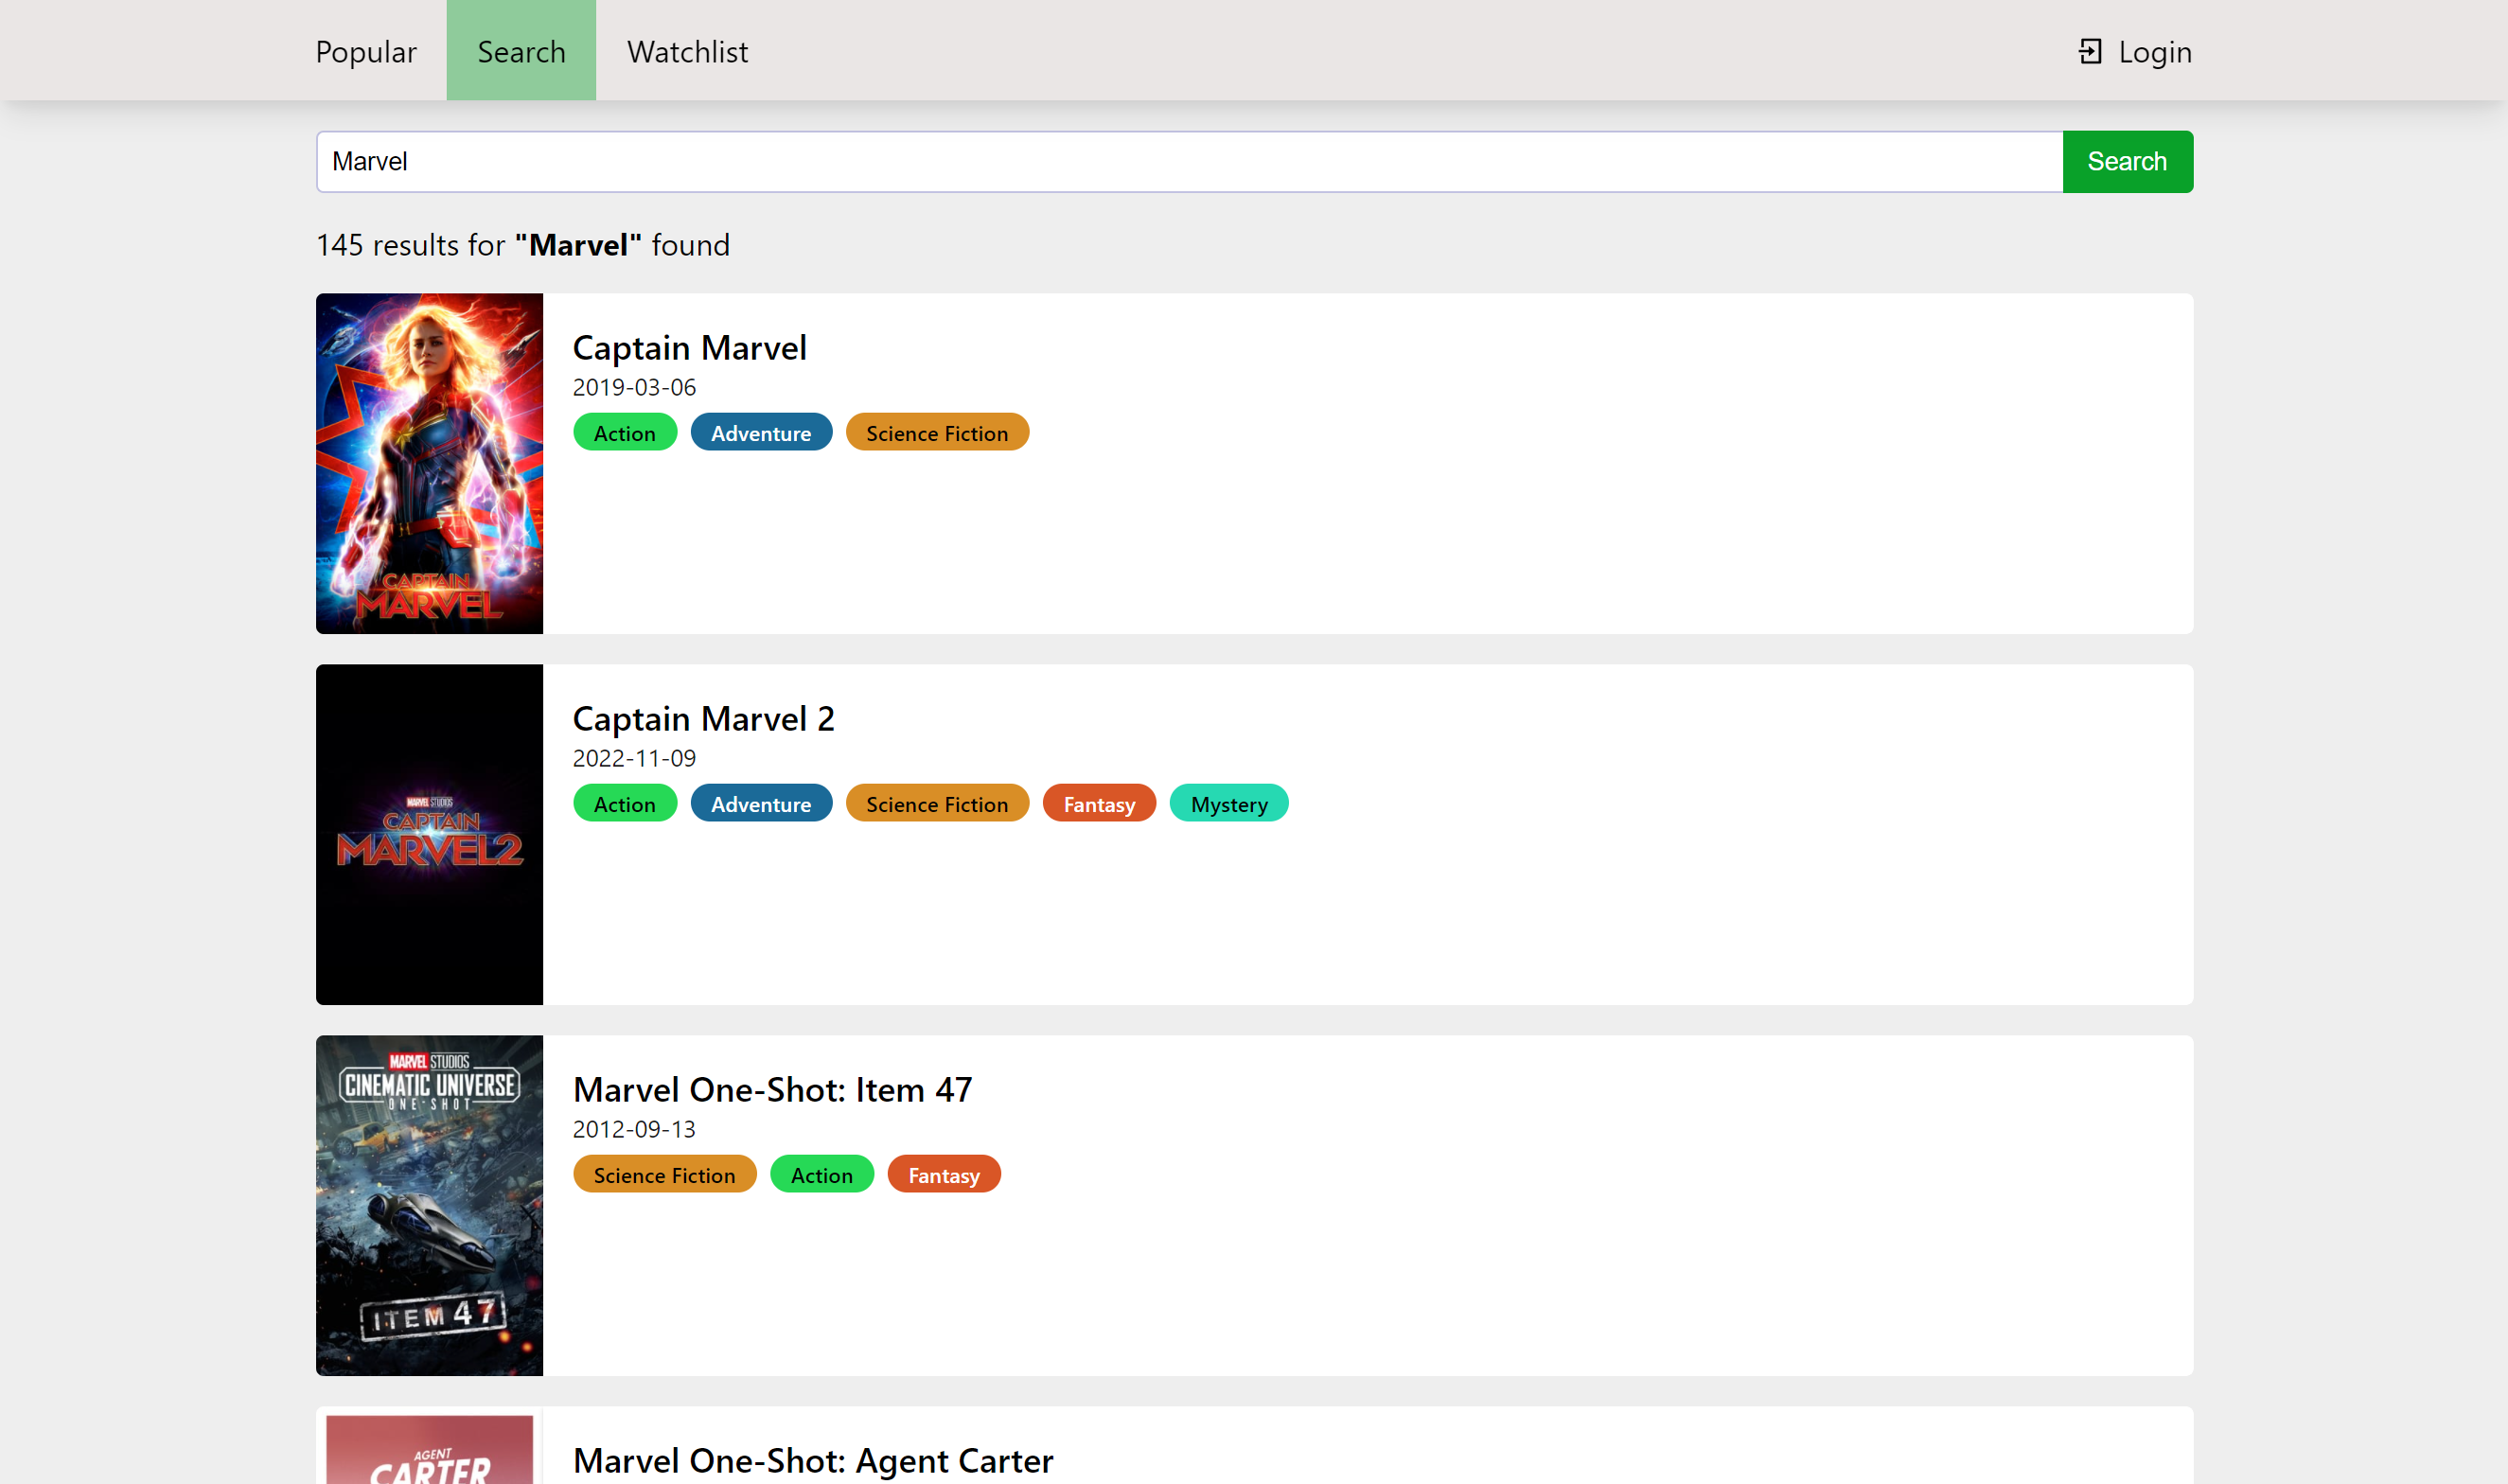 Popular Search Watchlist Login
Marvel Search
145 results for "Marvel" found
Captain Marvel
2019-03-06
Action Adventure Science Fiction
CAPTAIN
MARVEL
Captain Marvel 2
2022-11-09
Action Adventure Science Fiction Fantasy Mystery
MARVEL STUDIOS
CAPTAIN
MARVEL2
Marvel One-Shot: Item 47
2012-09-13
Science Fiction Action Fantasy
MARVEL STUDIOS
CINEMATIC UNIVERSE
ONE-SHOT
ITEM 47
Marvel One-Shot: Agent Carter
AGENT
CARTER